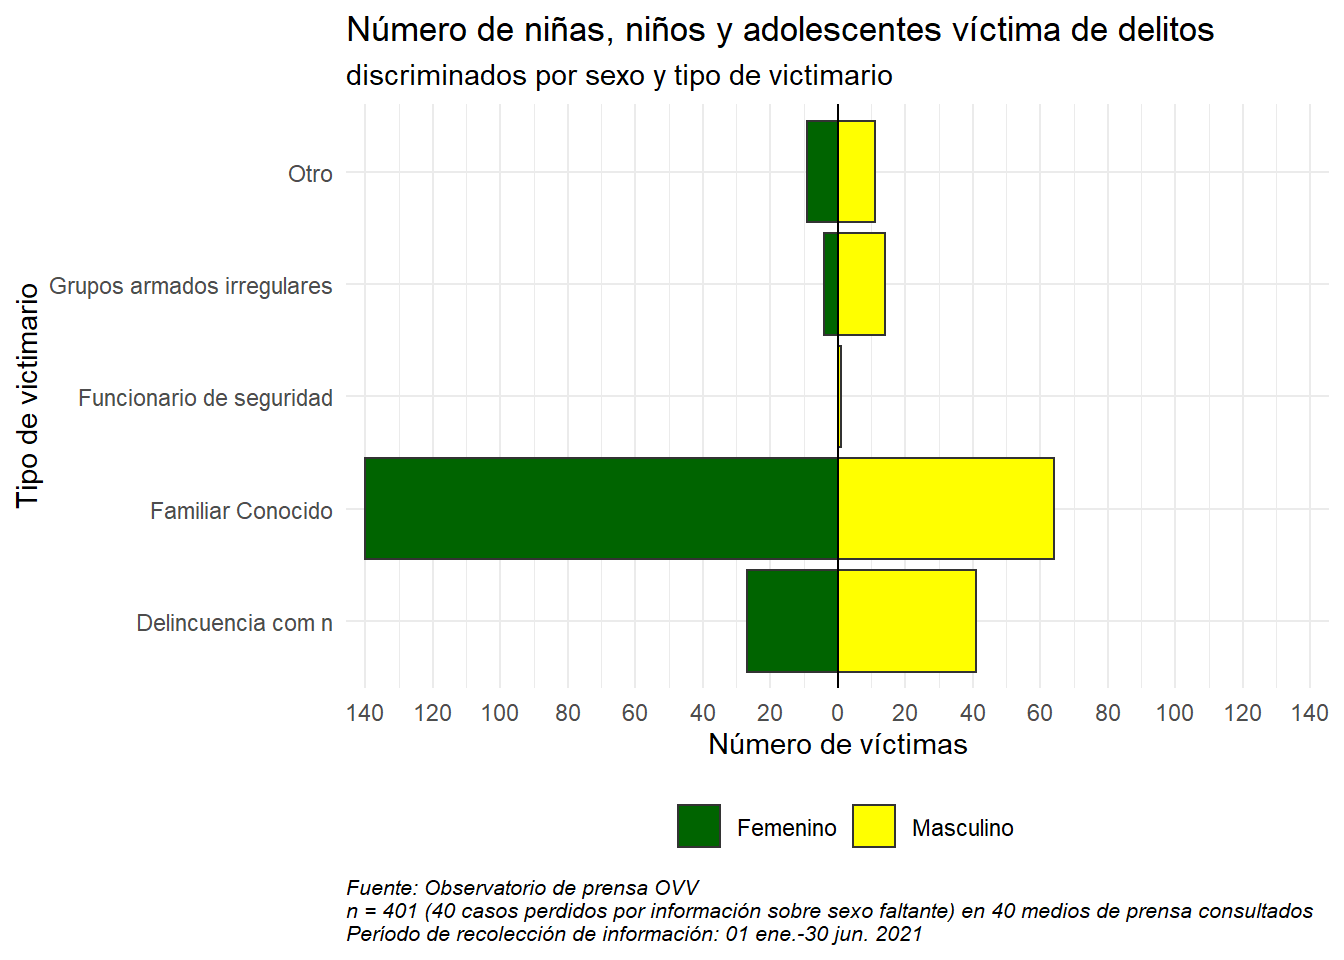 Número de niñas, niños y adolescentes víctima de delitos
discriminados por sexo y tipo de victimario
Tipo de victimario
Otro
Grupos armados irregulares
Funcionario de seguridad
Familiar Conocido
Delincuencia com n
140 120 100 80 60 40 20 0 20 40 60 80 100 120 140
Número de víctimas
Femenino Masculino
Fuente: Observatorio de prensa OVV
n = 401 (40 casos perdidos por información sobre sexo faltante) en 40 medios de prensa consultados
Período de recolección de información: 01 ene.-30 jun. 2021